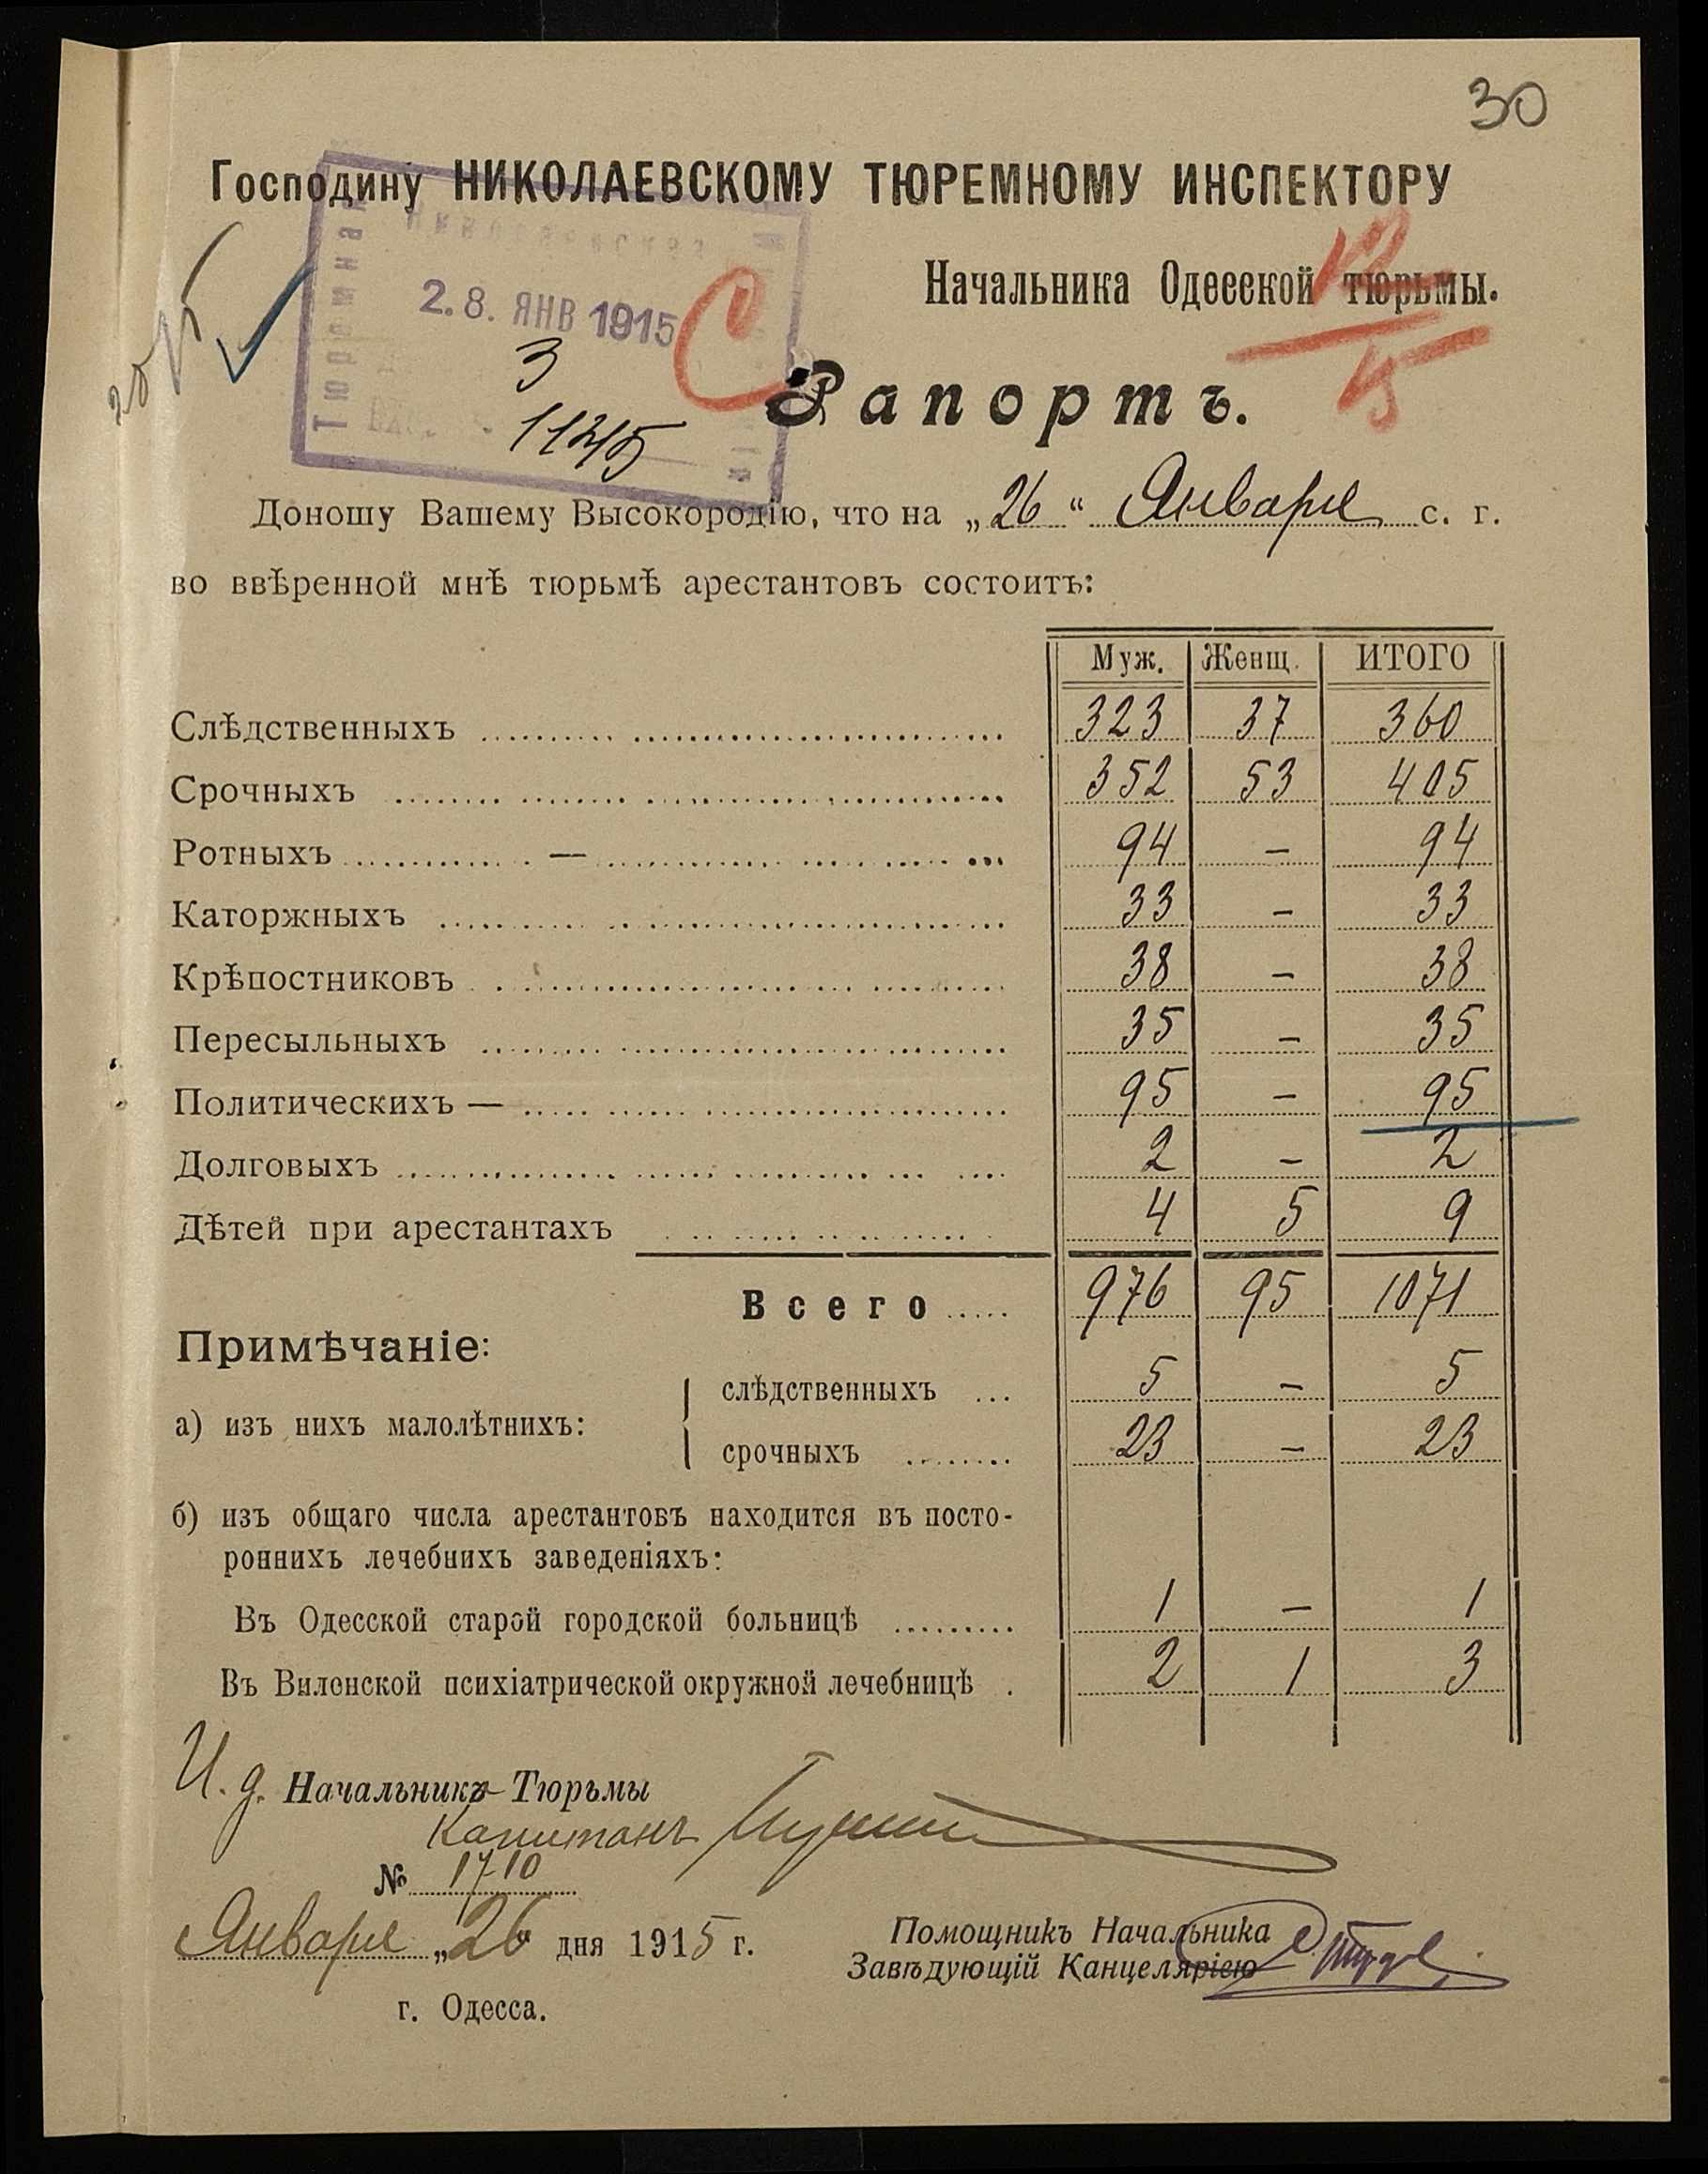 30
Господину НИКОЛАЕВСКОМУ ТЮРЕМНОМУ ИНСПЕКТОРУ
Начальника Одесской тюрьмы.
28. ЯНВ 1915
3
Рапортъ.
Доношу Вашему Высокородію, что на „26“ Января с. г.
во ввѣренной мнѣ тюрьмѣ арестантовъ состоитъ:
Муж. Женщ. ИТОГО
Слѣдственныхъ 323 37 360
Срочныхъ 352 53 405
Ротныхъ — 94 – 94
Каторжныхъ 33 – 33
Крѣпостниковъ 38 – 38
Пересыльныхъ 35 – 35
Политическихъ — 95 – 95
Долговыхъ 2 – 2
Дѣтей при арестантахъ 4 5 9
Всего 976 95 1071
Примѣчаніе:
а) изъ нихъ малолѣтнихъ:
слѣдственныхъ 5 – 5
срочныхъ 23 – 23
б) изъ общаго числа арестантовъ находится въ посто-
роннихъ лечебнихъ заведеніяхъ:
Въ Одесской старой городской больницѣ 1 – 1
Въ Виленской психіатрической окружной лечебницѣ 2 1 3
И. д. Начальника Тюрьмы
Капитанъ
№ 1710
Января „26“ дня 1915 г.
г. Одесса.
Помощникъ Начальника
Завѣдующій Канцеляріею